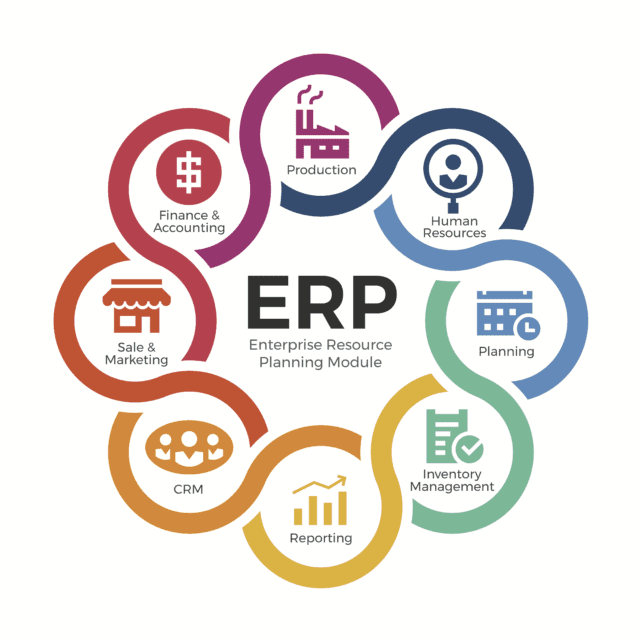 ERP
Enterprise Resource
Planning Module
Production
Human
Resources
Planning
Inventory
Management
Reporting
CRM
Sale &
Marketing
Finance &
Accounting